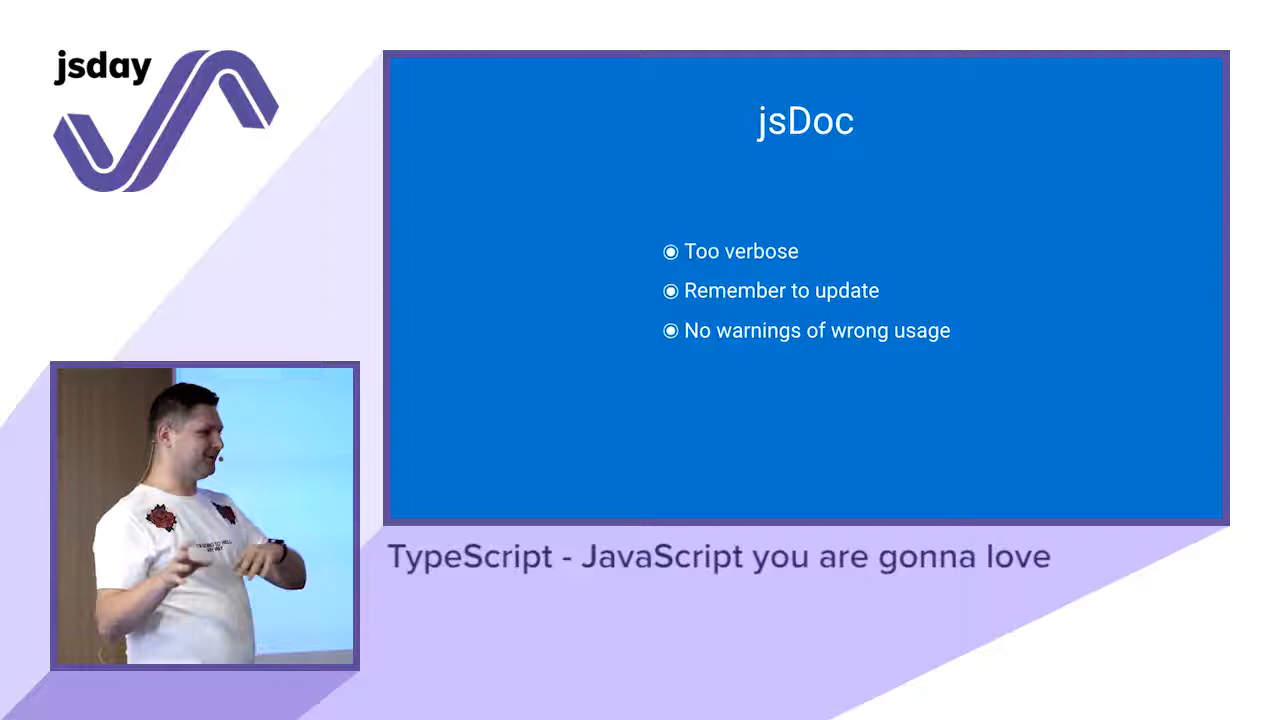 jsday
jsDoc
Too verbose
Remember to update
No warnings of wrong usage
TypeScript - JavaScript you are gonna love